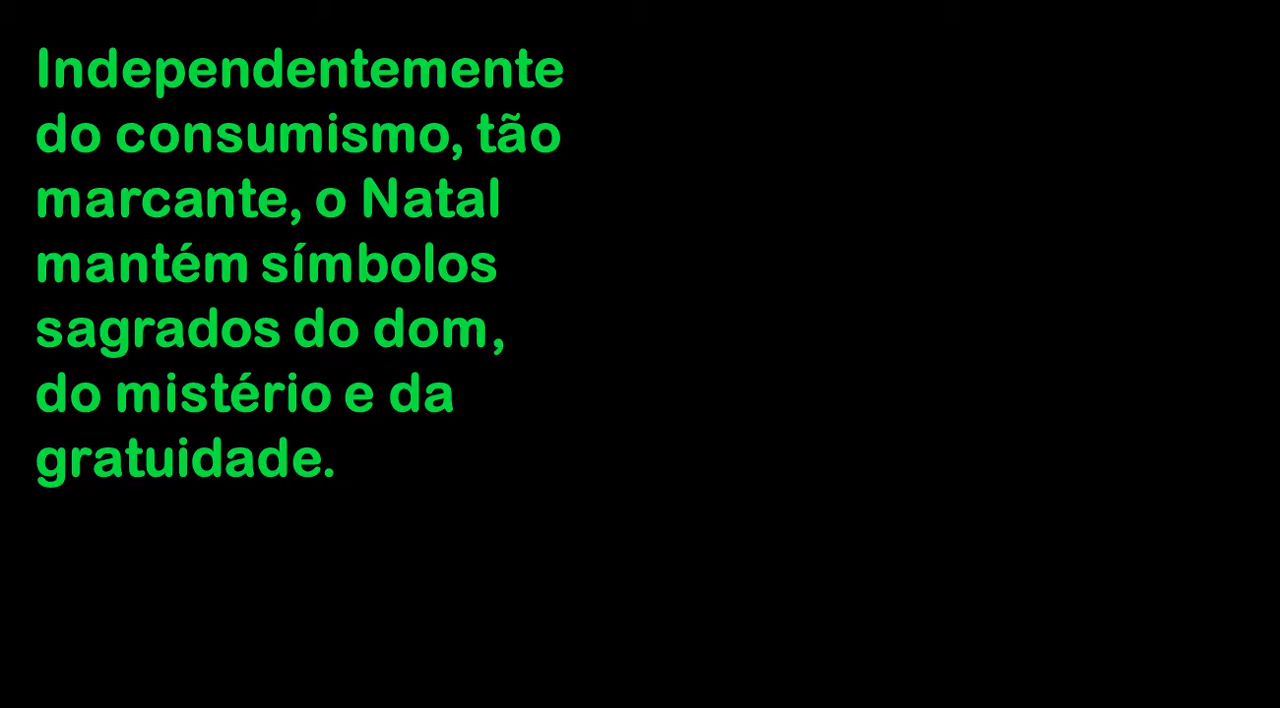 Independentemente
do consumismo, tão
marcante, o Natal
mantém símbolos
sagrados do dom,
do mistério e da
gratuidade.